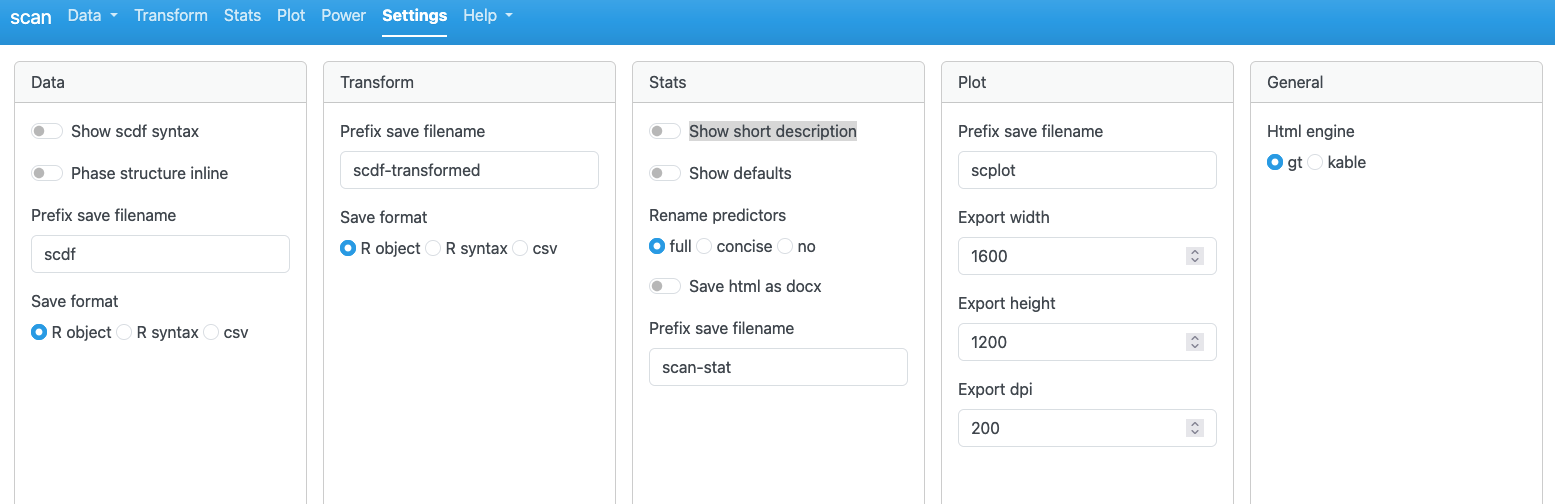 scan Data Transform Stats Plot Power Settings Help
Data
Show scdf syntax
Phase structure inline
Prefix save filename
scdf
Save format
R object R syntax csv
Transform
Prefix save filename
scdf-transformed
Save format
R object R syntax csv
Stats
Show short description
Show defaults
Rename predictors
full concise no
Save html as docx
Prefix save filename
scan-stat
Plot
Prefix save filename
scplot
Export width
1600
Export height
1200
Export dpi
200
General
Html engine
gt kable